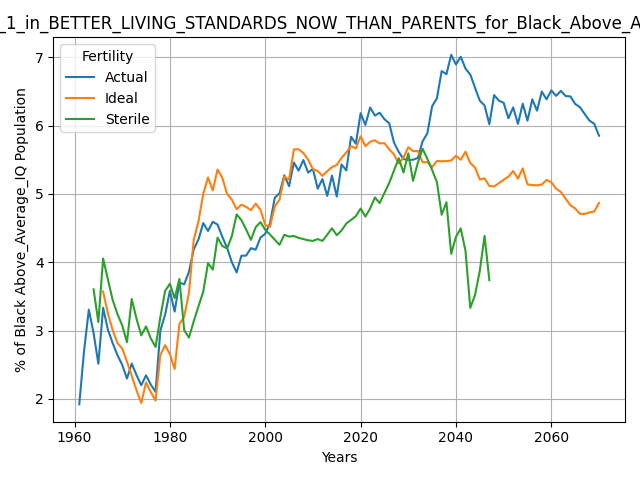 _1_in_BETTER_LIVING_STANDARDS_NOW_THAN_PARENTS_for_Black_Above_A
Fertility
Actual
Ideal
Sterile
% of Black Above_Average_IQ Population
7
6
5
4
3
2
1960
1980
2000
2020
2040
2060
Years